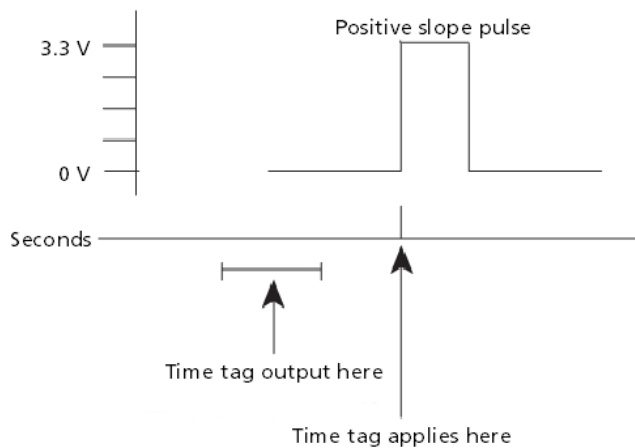 Positive slope pulse
3.3 V
0 V
Seconds
Time tag output here
Time tag applies here